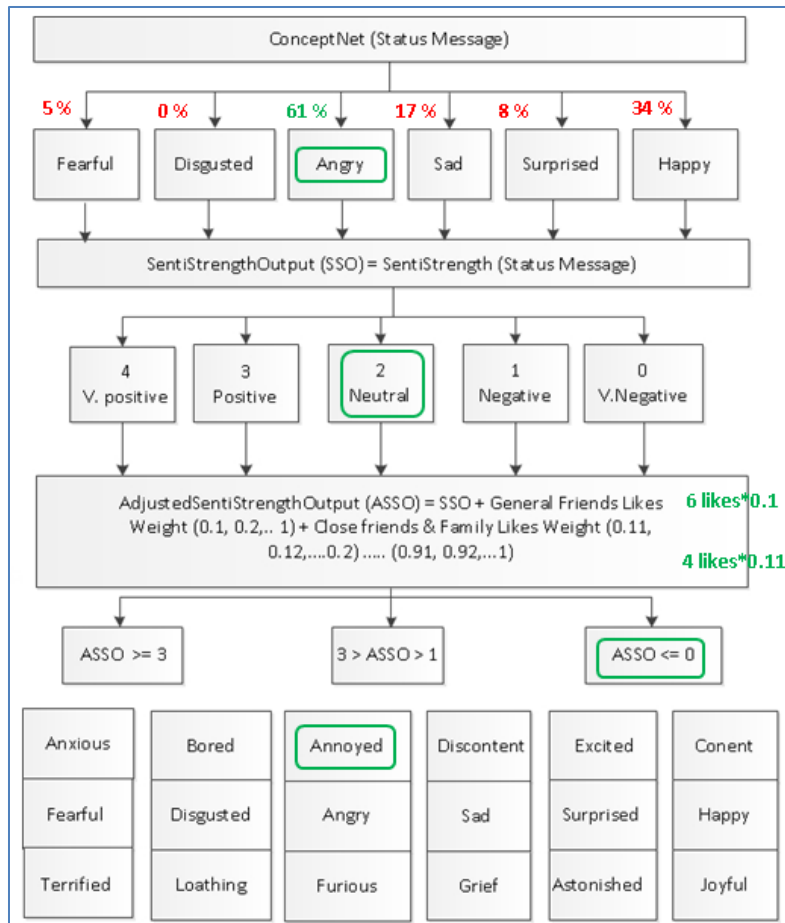 ConceptNet (Status Message)
5 % 0 % 61 % 17 % 8 % 34 %
Fearful Disgusted Angry Sad Surprised Happy
SentiStrengthOutput (SSO) = SentiStrength (Status Message)
4 3 2 1 0
V. positive Positive Neutral Negative V.Negative
AdjustedSentiStrengthOutput (ASSO) = SSO + General Friends Likes 6 likes*0.1
Weight (0.1, 0.2,.. 1) + Close friends & Family Likes Weight (0.11,
0.12,....0.2) ..... (0.91, 0.92,...1) 4 likes*0.11
ASSO >= 3 3 > ASSO > 1 ASSO <= 0
Anxious Bored Annoyed Discontent Excited Conent
Fearful Disgusted Angry Sad Surprised Happy
Terrified Loathing Furious Grief Astonished Joyful